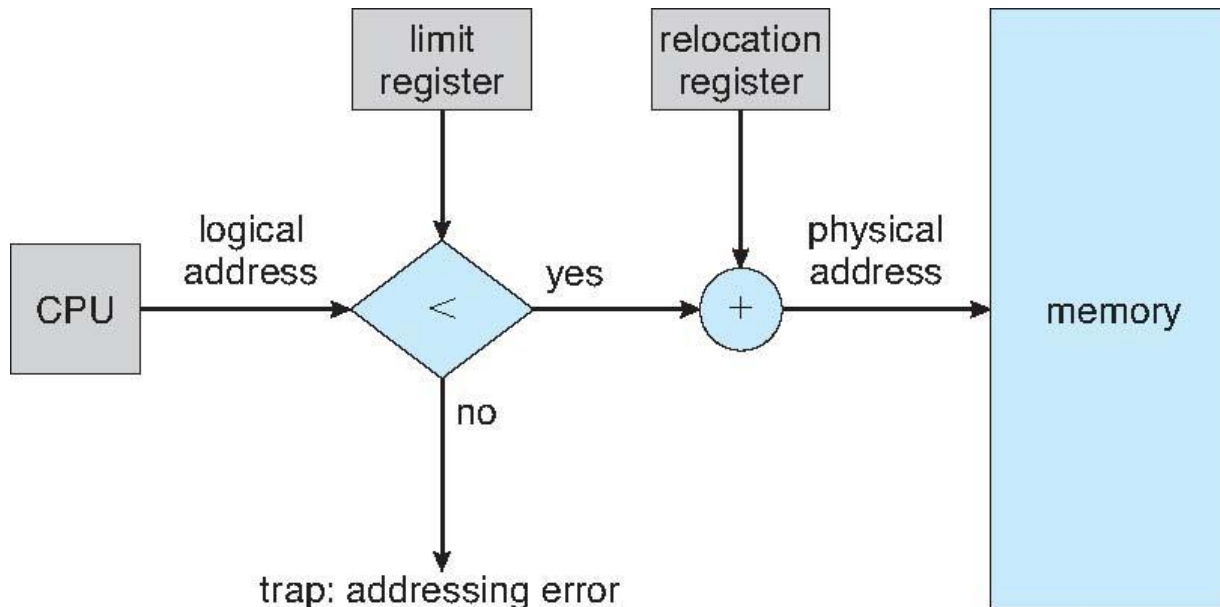 limit
register
relocation
register
logical
address
physical
address
CPU
<
yes
+
memory
no
trap: addressing error